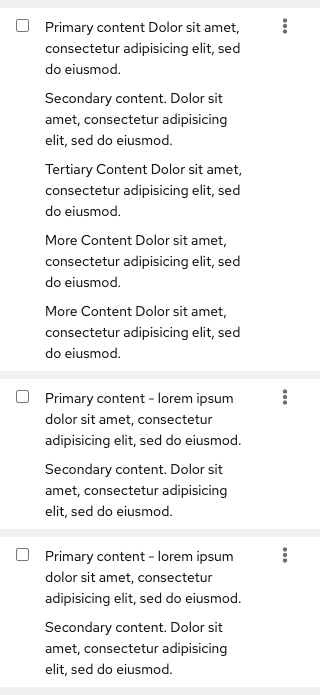 Primary content Dolor sit amet,
consectetur adipisicing elit, sed
do eiusmod.
Secondary content. Dolor sit
amet, consectetur adipisicing
elit, sed do eiusmod.
Tertiary Content Dolor sit amet,
consectetur adipisicing elit, sed
do eiusmod.
More Content Dolor sit amet,
consectetur adipisicing elit, sed
do eiusmod.
More Content Dolor sit amet,
consectetur adipisicing elit, sed
do eiusmod.
Primary content - lorem ipsum
dolor sit amet, consectetur
adipisicing elit, sed do eiusmod.
Secondary content. Dolor sit
amet, consectetur adipisicing
elit, sed do eiusmod.
Primary content - lorem ipsum
dolor sit amet, consectetur
adipisicing elit, sed do eiusmod.
Secondary content. Dolor sit
amet, consectetur adipisicing
elit, sed do eiusmod.